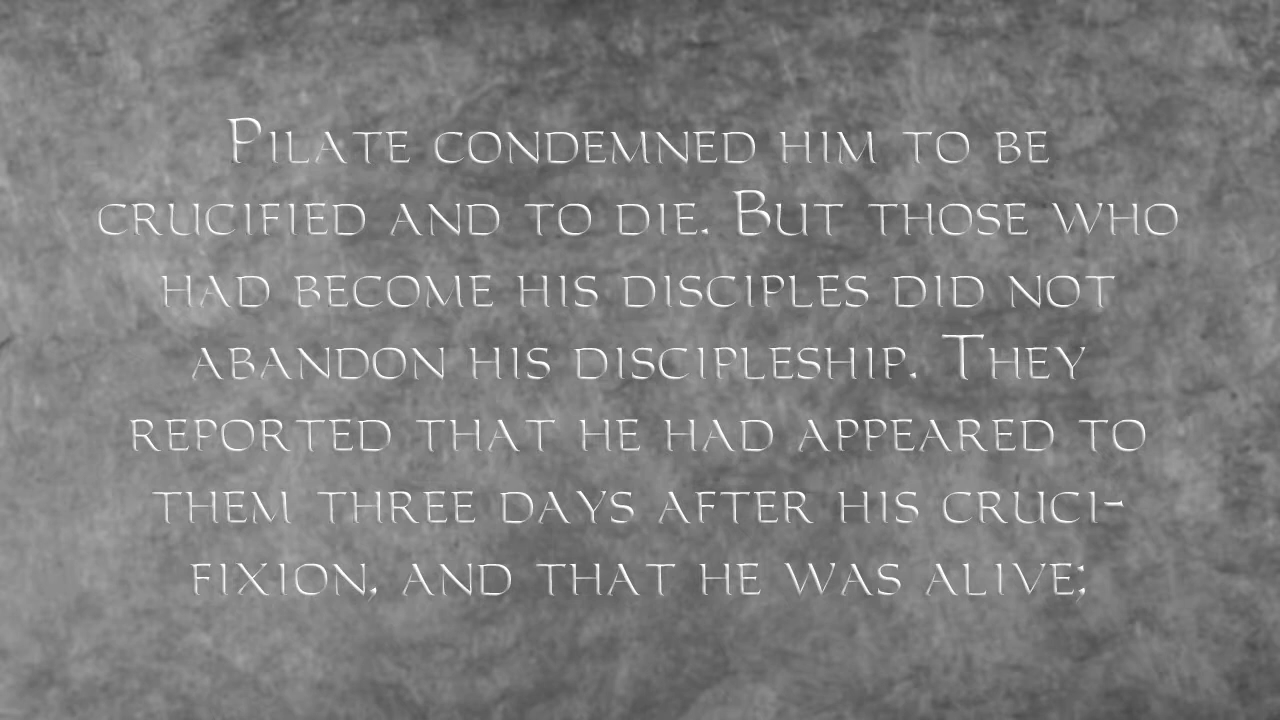 Pilate condemned him to be
crucified and to die. But those who
had become his disciples did not
abandon his discipleship. They
reported that he had appeared to
them three days after his cruci-
fixion, and that he was alive;